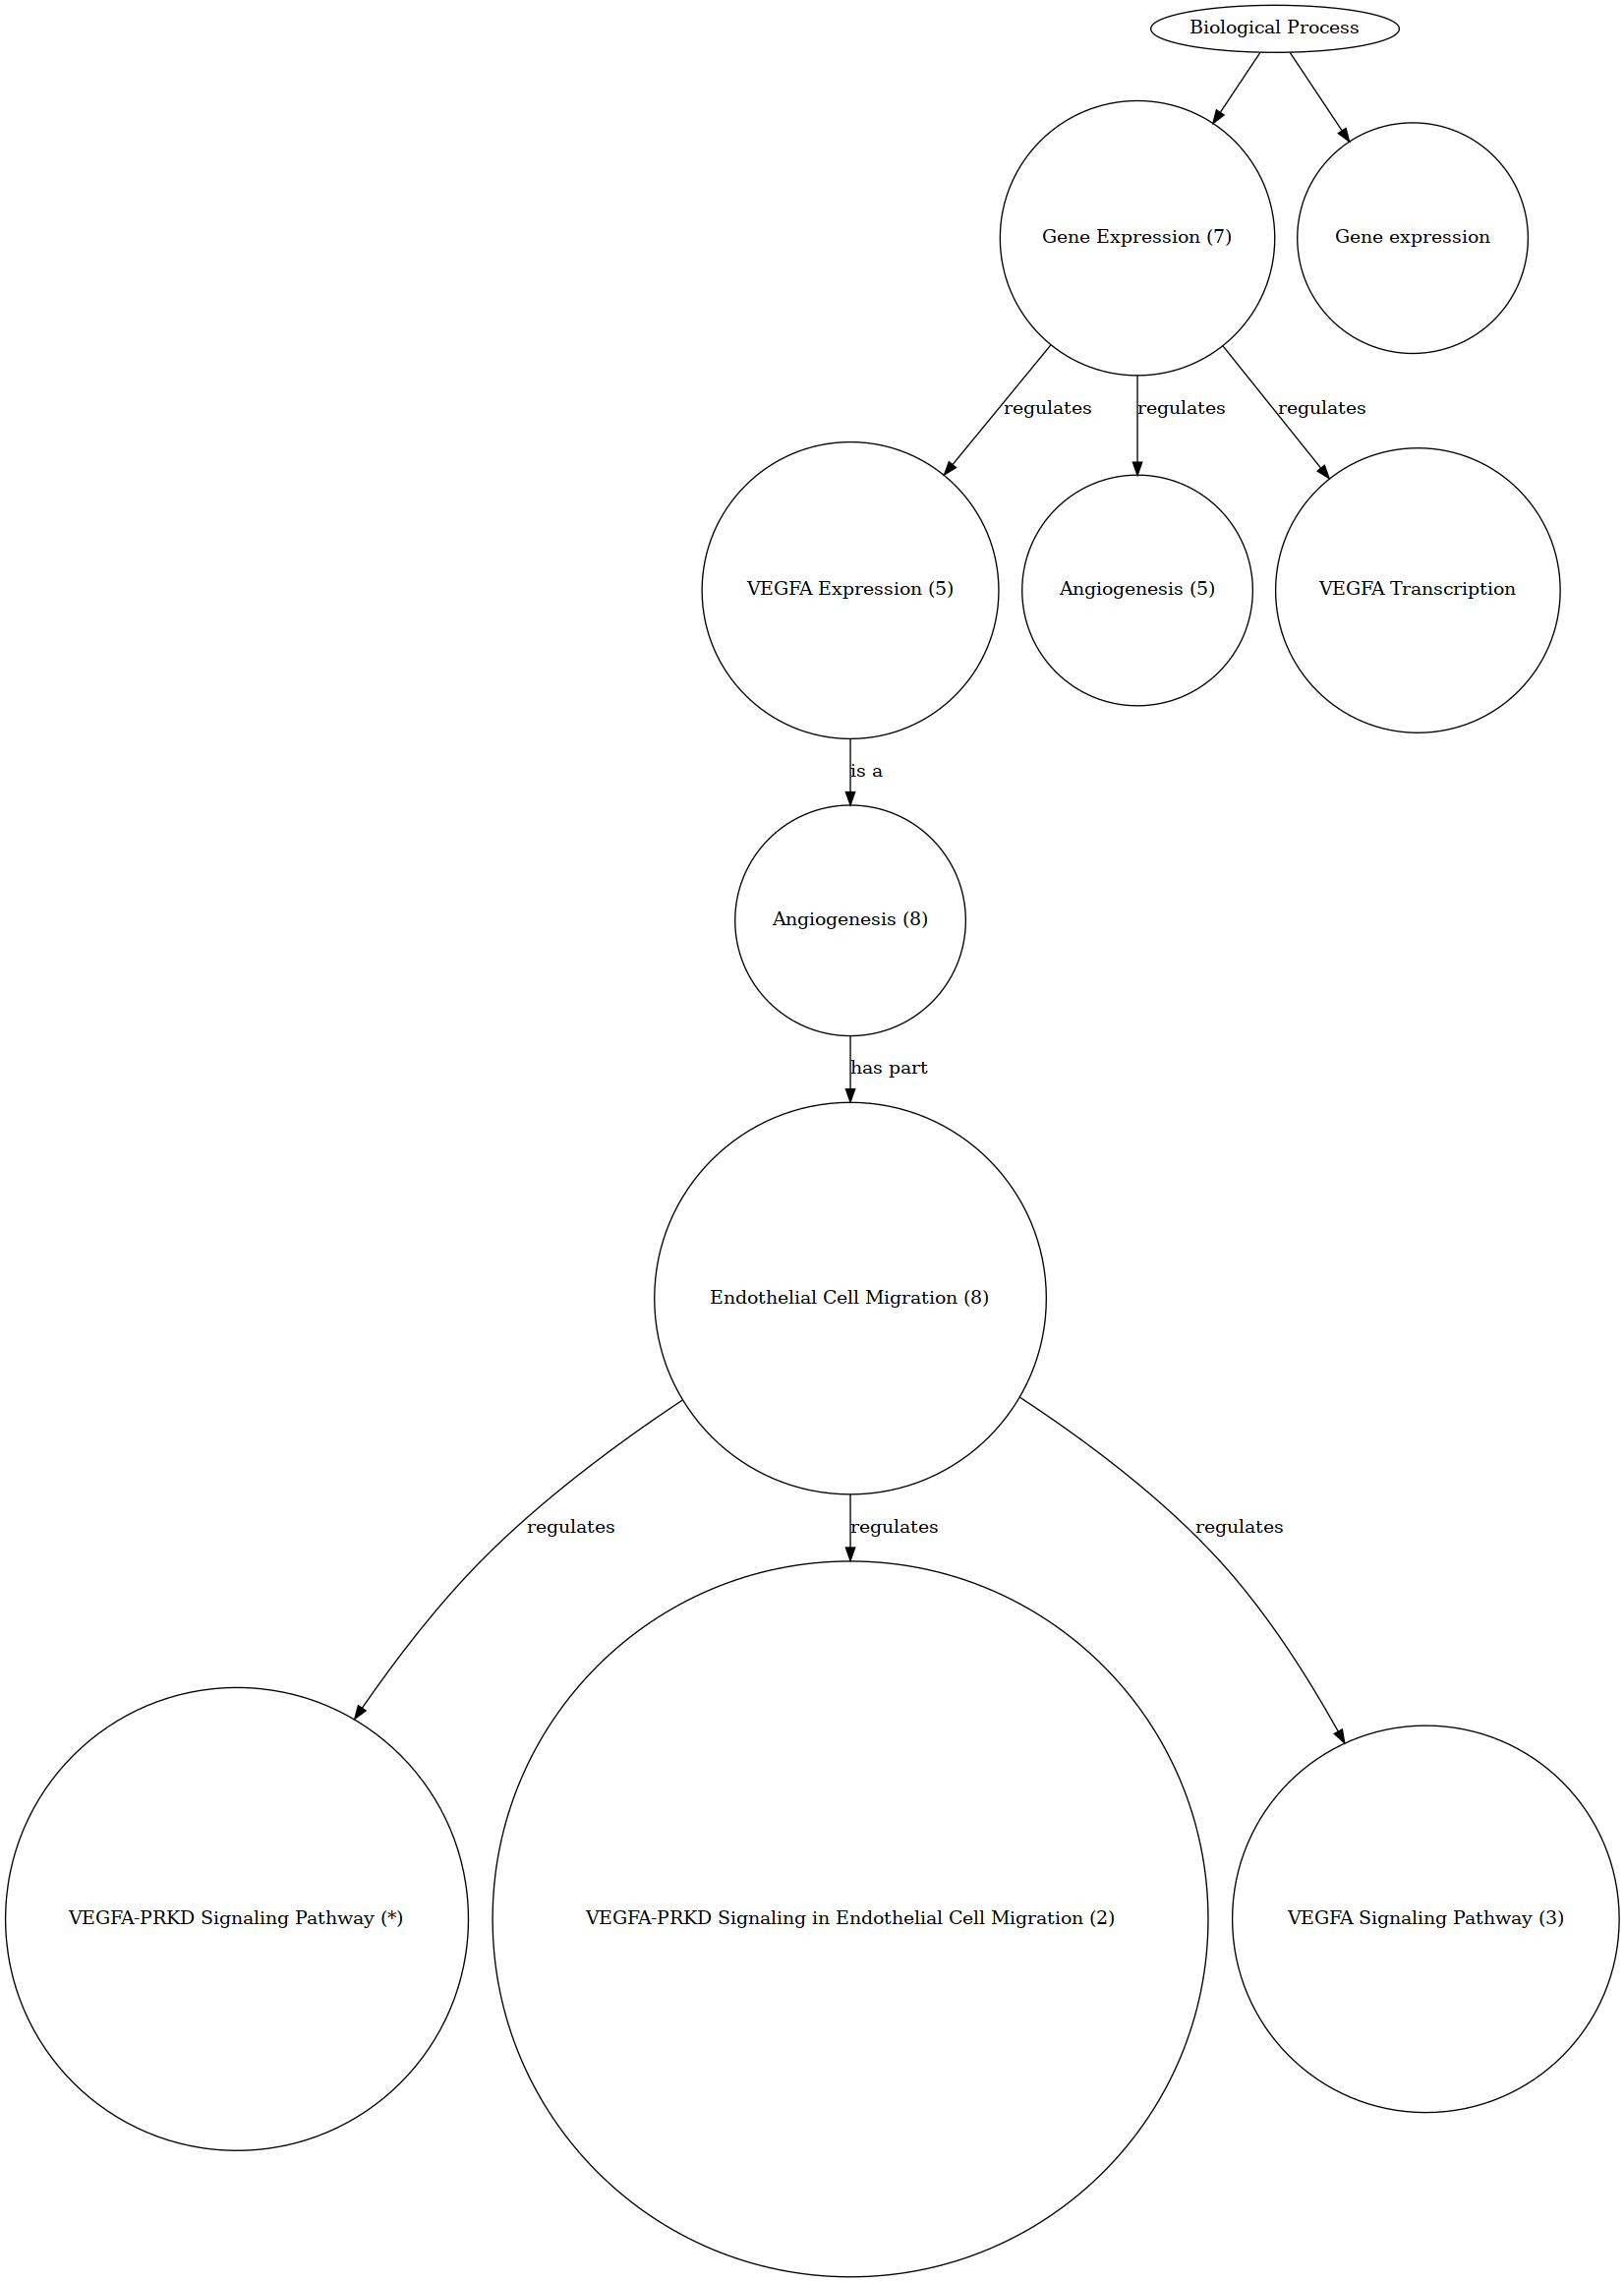 Biological Process
Gene Expression (7)
Gene expression
regulates
regulates
regulates
VEGFA Expression (5)
Angiogenesis (5)
VEGFA Transcription
is a
Angiogenesis (8)
has part
Endothelial Cell Migration (8)
regulates
regulates
regulates
VEGFA-PRKD Signaling Pathway (*)
VEGFA-PRKD Signaling in Endothelial Cell Migration (2)
VEGFA Signaling Pathway (3)